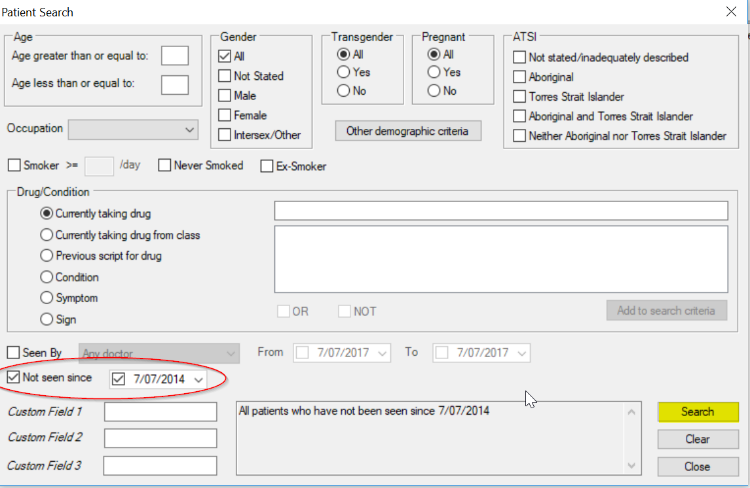 Patient Search
Age
Age greater than or equal to:
Age less than or equal to:
Gender
All
Not Stated
Male
Female
Intersex/Other
Transgender
All
Yes
No
Pregnant
All
Yes
No
ATSI
Not stated/inadequately described
Aboriginal
Torres Strait Islander
Aboriginal and Torres Strait Islander
Neither Aboriginal nor Torres Strait Islander
Occupation
Other demographic criteria
Smoker >= /day Never Smoked Ex-Smoker
Drug/Condition
Currently taking drug
Currently taking drug from class
Previous script for drug
Condition
Symptom
Sign
OR NOT Add to search criteria
Seen By Any doctor From 7/07/2017 To 7/07/2017
Not seen since 7/07/2014
Custom Field 1
Custom Field 2
Custom Field 3
All patients who have not been seen since 7/07/2014
Search
Clear
Close